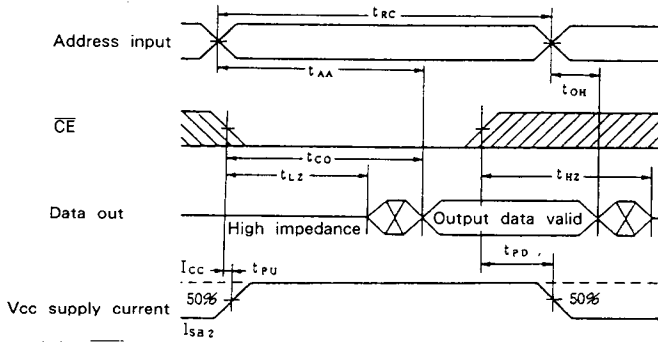 tRC
Address input
tAA
tOH
CE
tCO
tLZ
tHZ
Data out
High impedance
Output data valid
tPD
ICC
tPU
50%
50%
Vcc supply current
ISB2